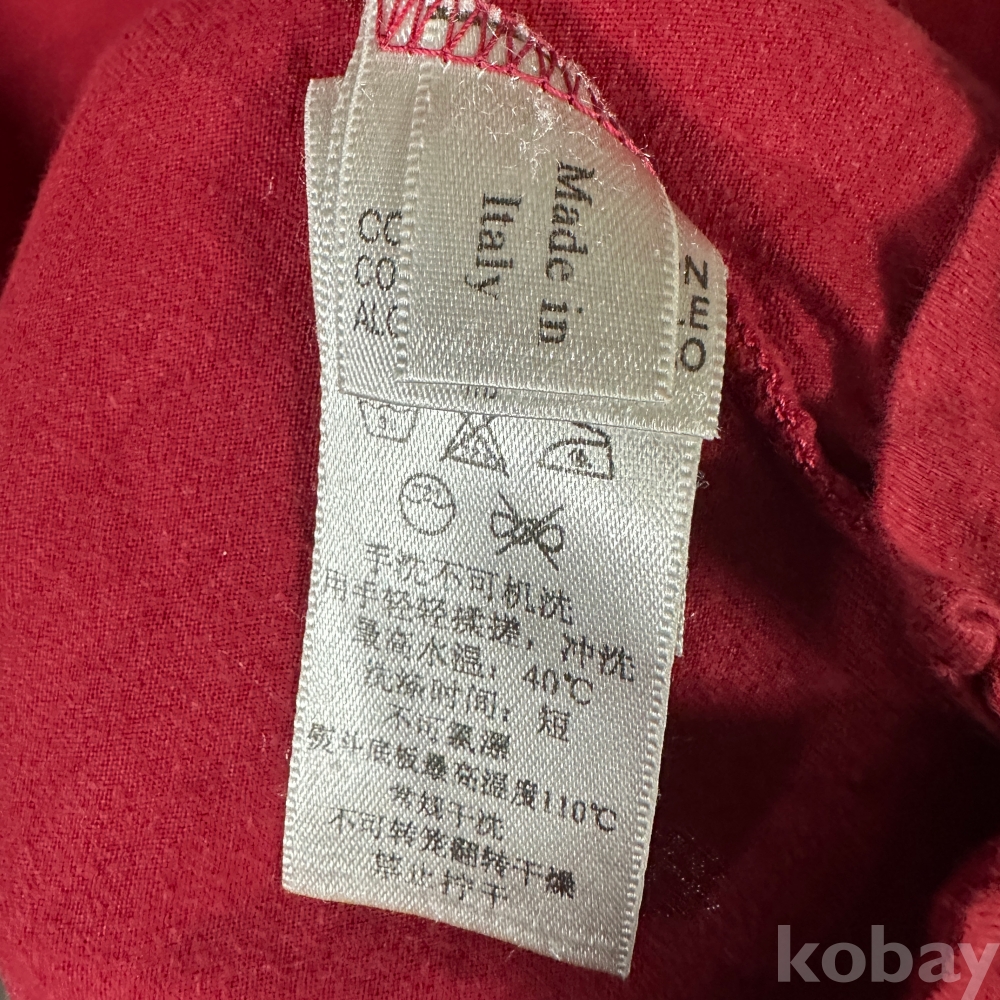 Made in
Italy
CO
ALG
NEO
手洗不可机洗
用手轻轻揉搓，冲洗
最高水温：40℃
洗涤时间：短
不可氯漂
熨斗底板最高温度110℃
常规干洗
不可转笼翻转干燥
禁止拧干
kobay